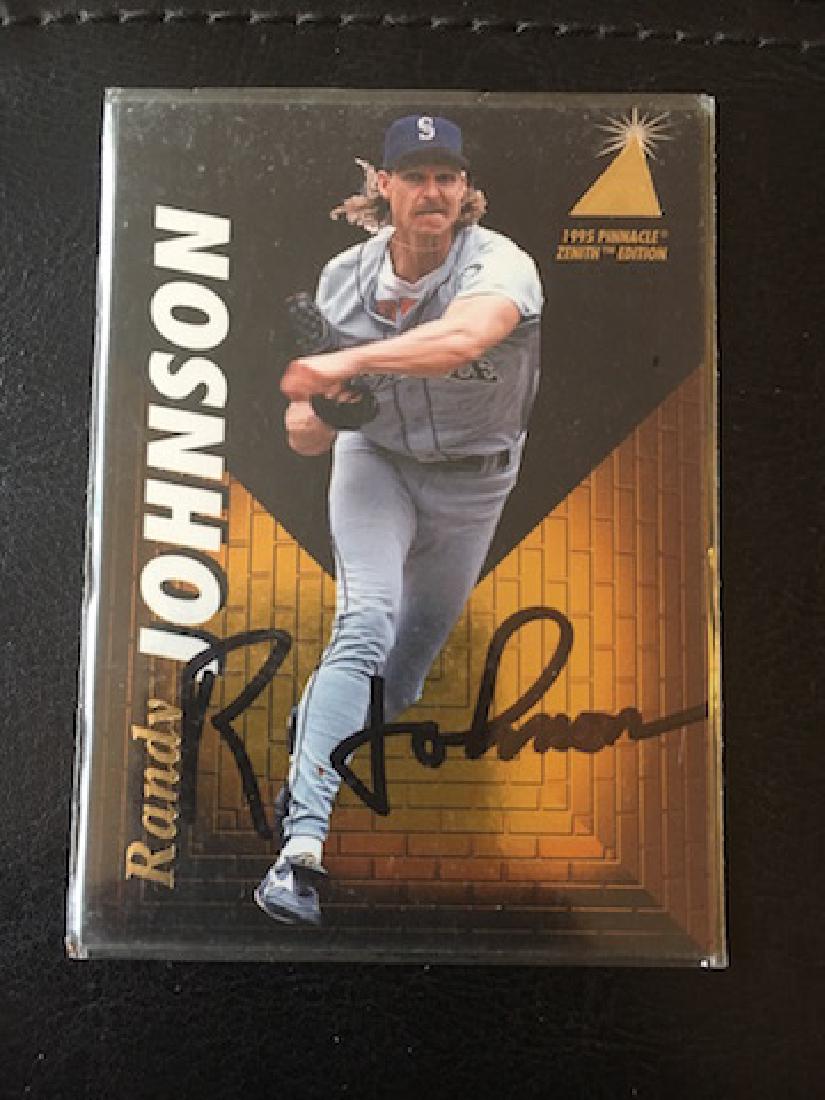 S
1995 PINNACLE®
ZENITH™ EDITION
Randy JOHNSON
R. Johnson